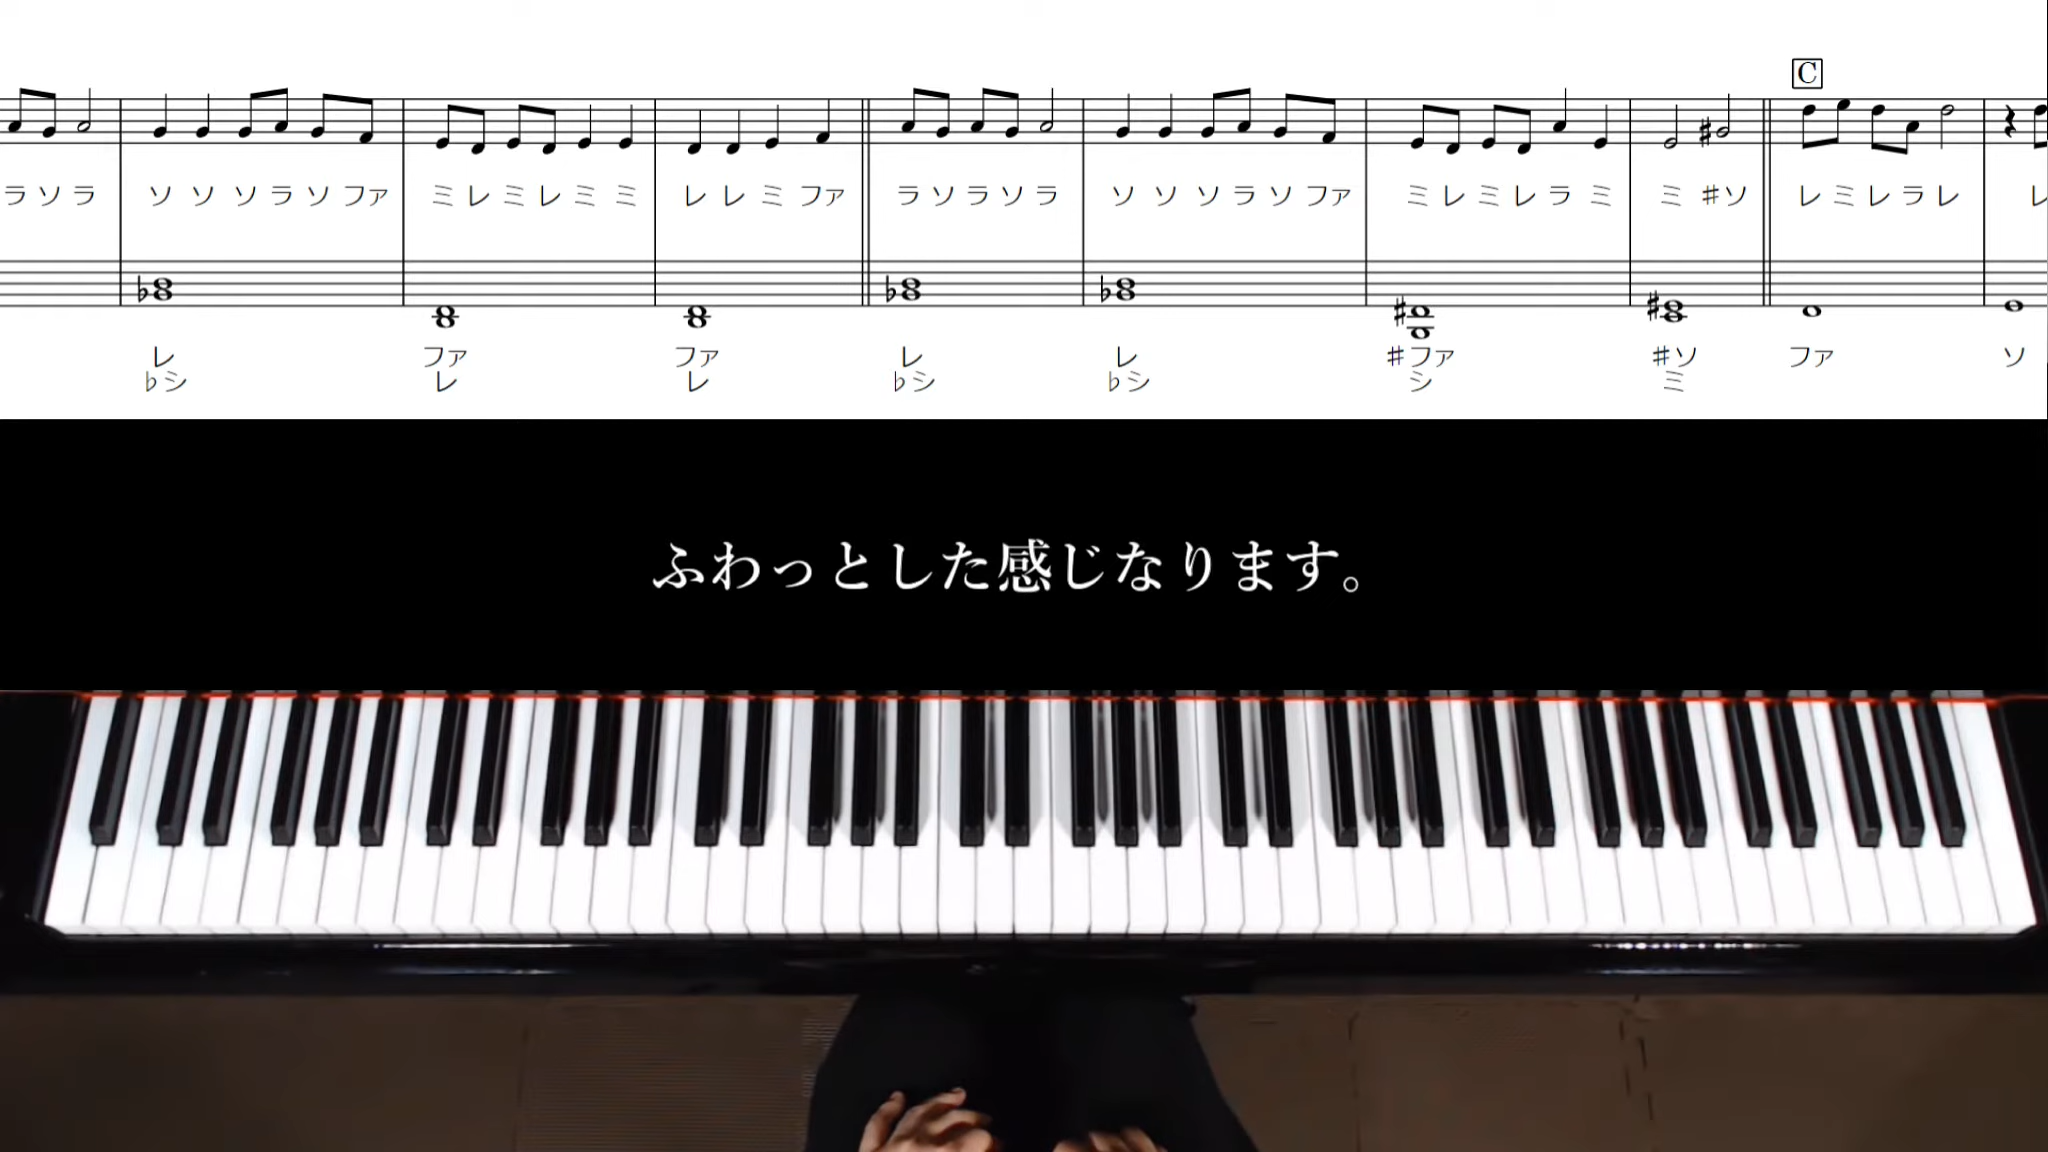 C
ラ ソ ラ ソ ソ ソ ラ ソ ファ ミ レ ミ レ ミ ミ レ レ ミ ファ ラ ソ ラ ソ ラ ソ ソ ソ ラ ソ ファ ミ レ ミ レ ラ ミ ミ ♯ソ レ ミ レ ラ レ レ
レ ファ ファ レ レ ♯ファ ♯ソ ファ ソ
♭シ レ レ ♭シ ♭シ シ ミ
ふわっとした感じなります。